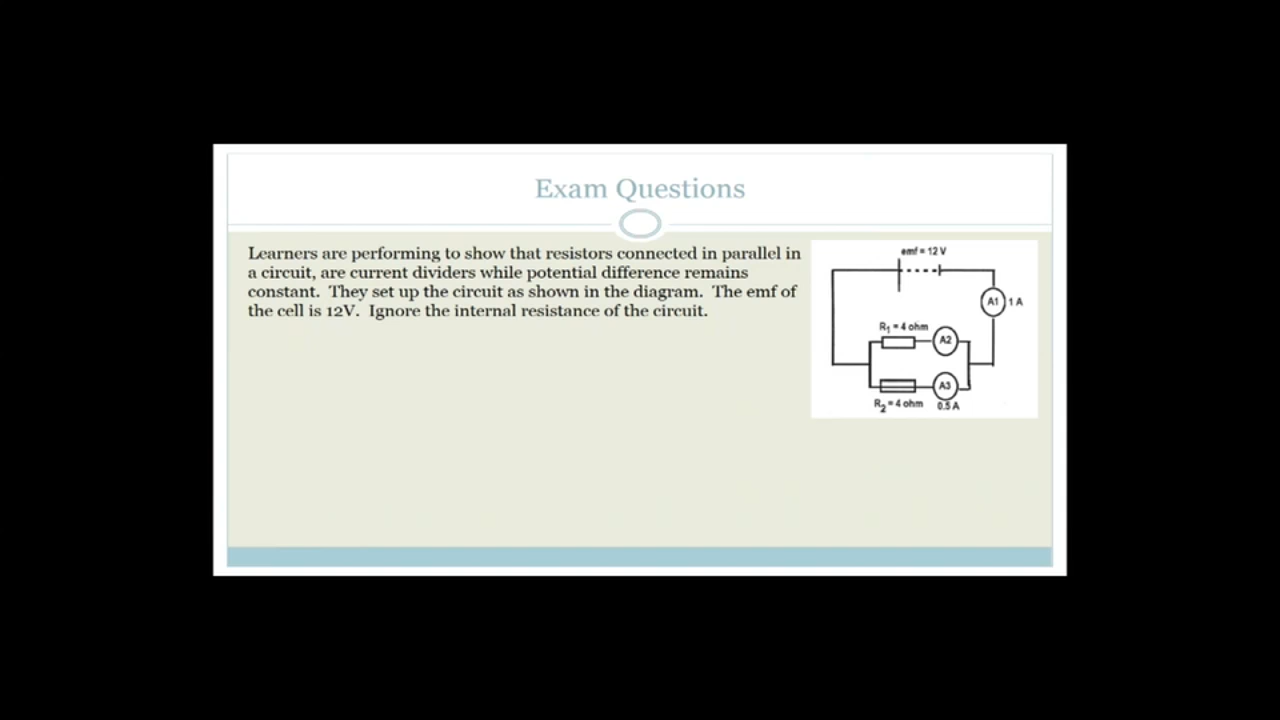 Exam Questions
Learners are performing to show that resistors connected in parallel in
a circuit, are current dividers while potential difference remains
constant.  They set up the circuit as shown in the diagram.  The emf of
the cell is 12V.  Ignore the internal resistance of the circuit.
emf = 12 V
A1 1 A
R1 = 4 ohm
A2
A3
R2 = 4 ohm 0.5 A